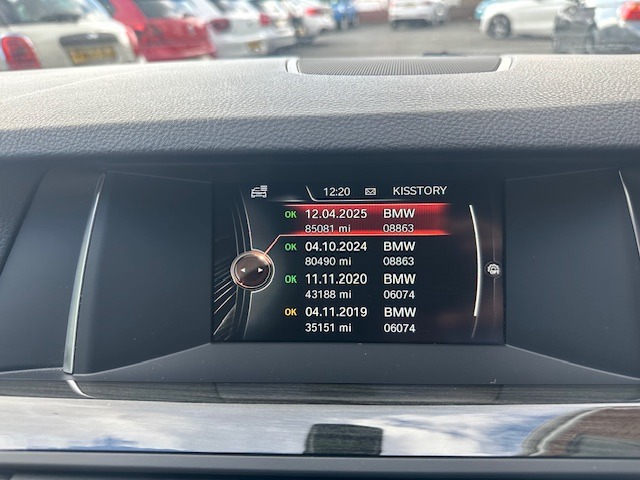 12:20 KISSTORY
OK 12.04.2025 BMW
85081 mi 08863
OK 04.10.2024 BMW
80490 mi 08863
OK 11.11.2020 BMW
43188 mi 06074
OK 04.11.2019 BMW
35151 mi 06074